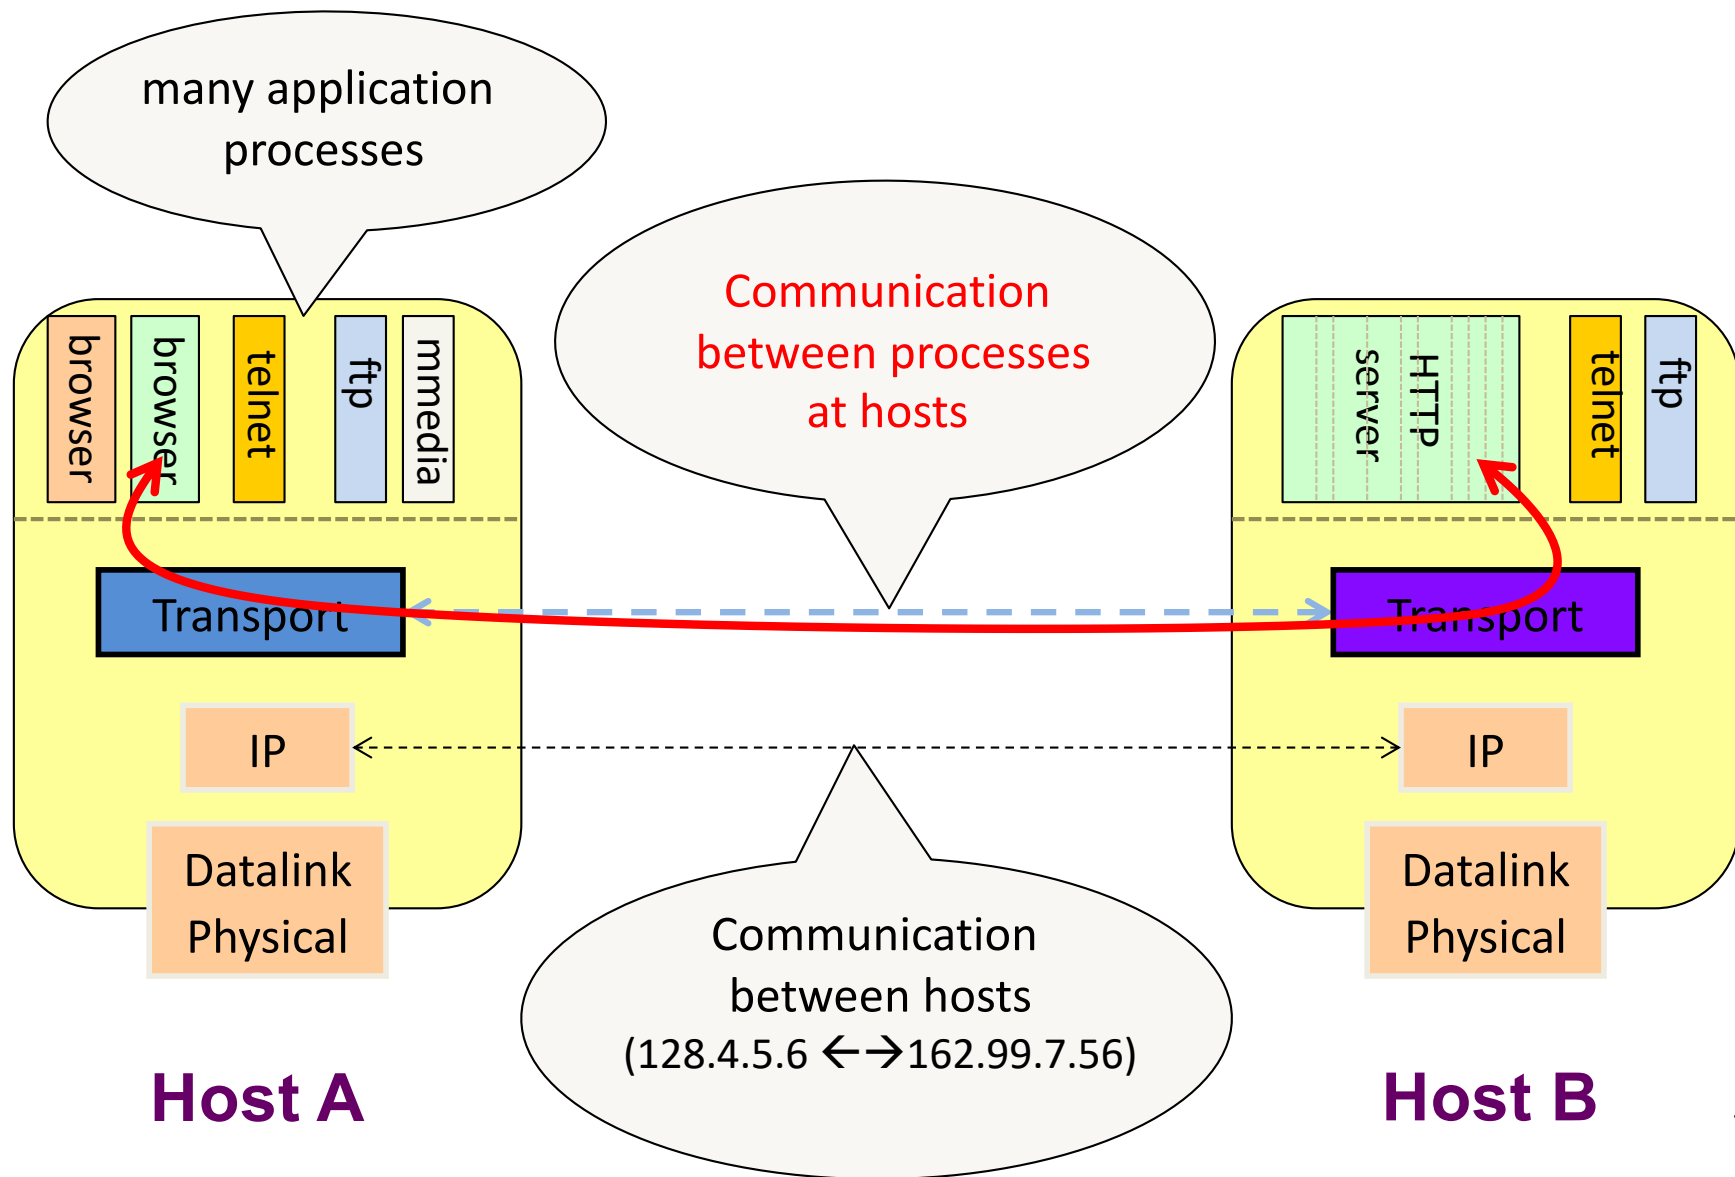 many application
processes
Communication
between processes
at hosts
browser
browser
telnet
ftp
mmedia
HTTP
server
telnet
ftp
Transport
Transport
IP
IP
Datalink
Physical
Datalink
Physical
Communication
between hosts
(128.4.5.6 ←→162.99.7.56)
Host A
Host B